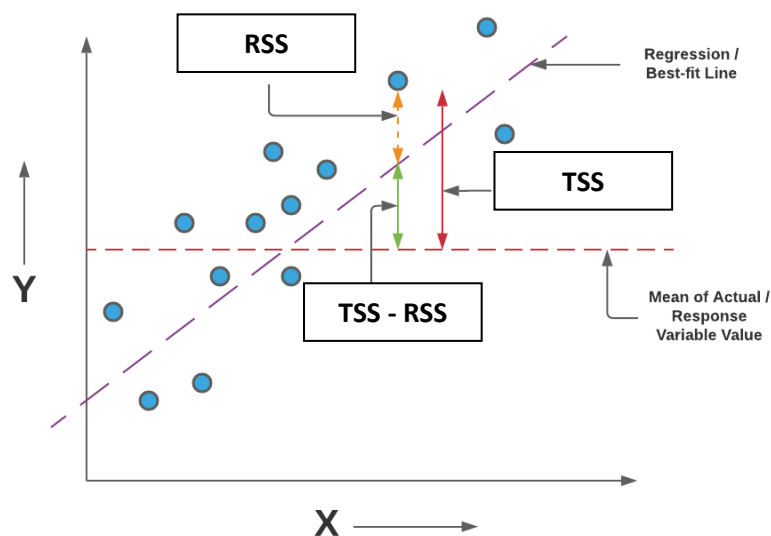 RSS
Regression /
Best-fit Line
TSS
Y
TSS - RSS
Mean of Actual /
Response
Variable Value
X